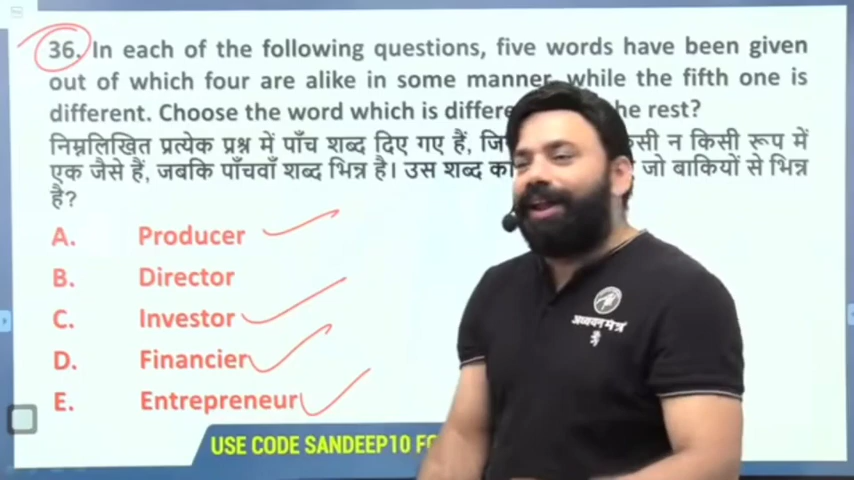 36. In each of the following questions, five words have been given
out of which four are alike in some manner, while the fifth one is
different. Choose the word which is he rest?
निम्नलिखित प्रत्येक प्रश्न में पाँच शब्द दिए गए हैं, न किसी रूप में
एक जैसे हैं, जबकि पाँचवाँ शब्द भिन्न है। उस शब्द का जो बाकियों से भिन्न
है?
A. Producer
B. Director
C. Investor
D. Financier
E. Entrepreneur
अध्ययन मंत्र
USE CODE SANDEEP10